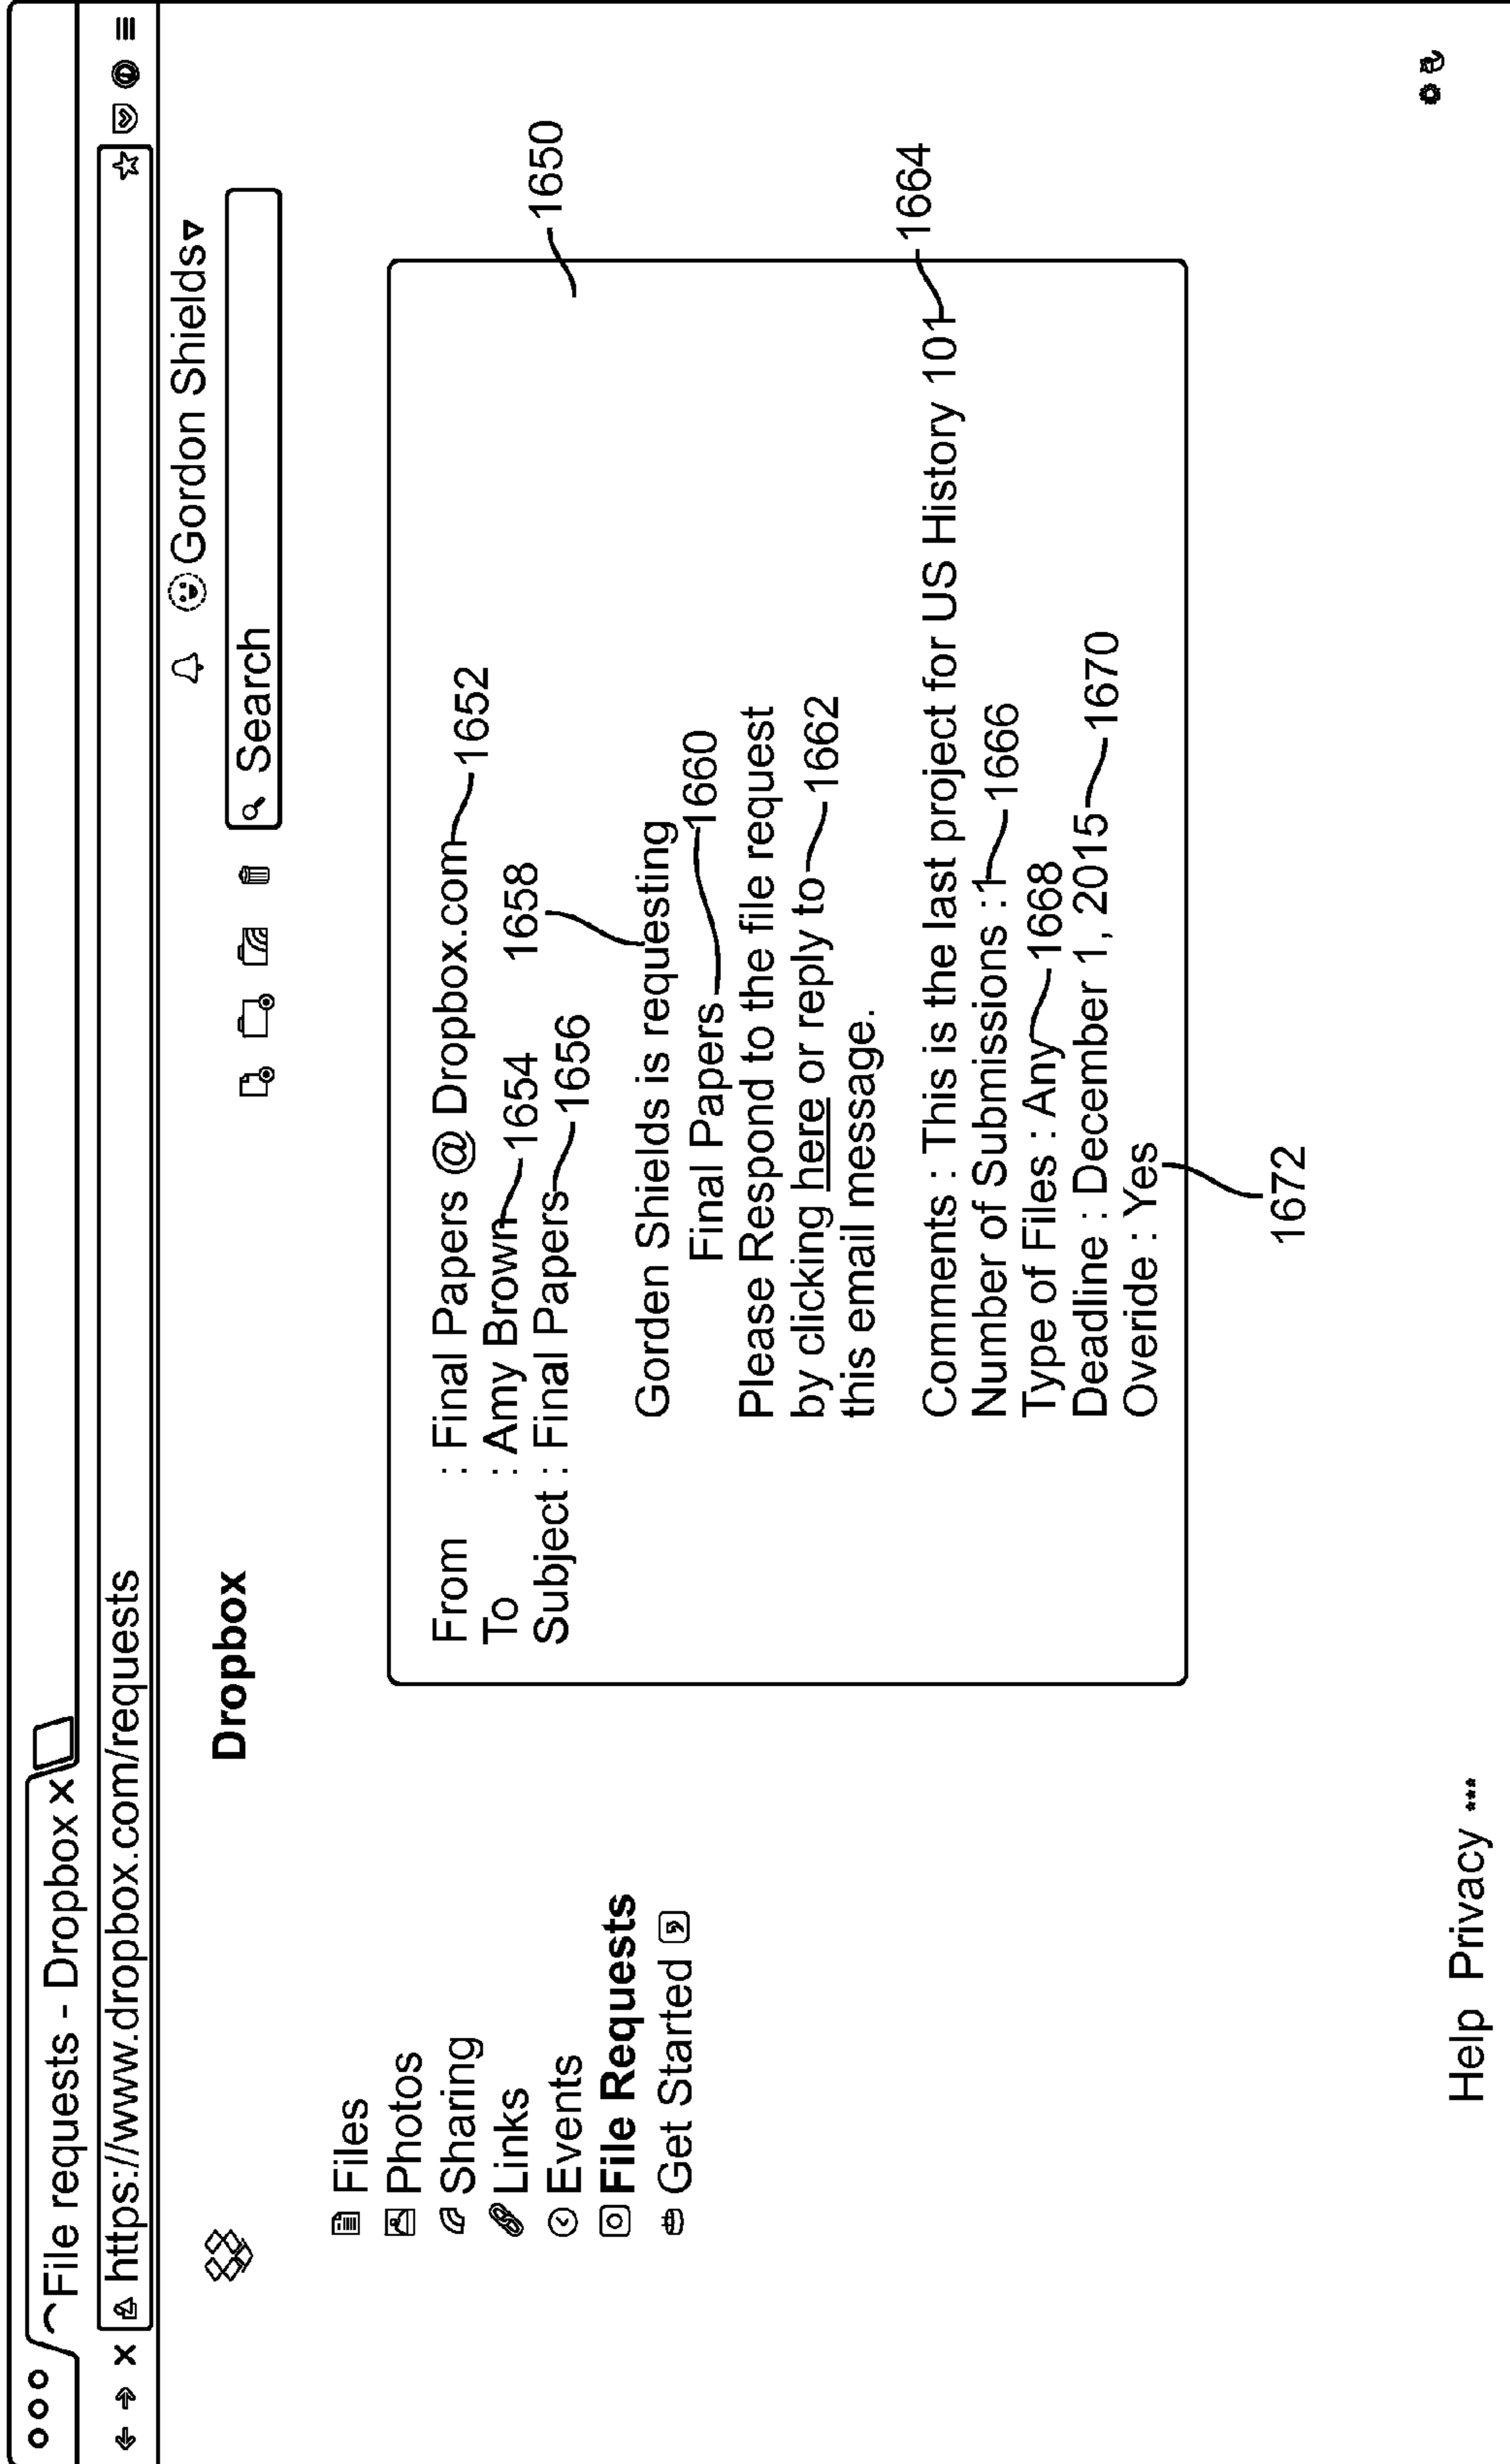 File requests - Dropbox x
https://www.dropbox.com/requests
Gordon Shields
Dropbox
Search
Files
Photos
Sharing
Links
Events
File Requests
Get Started
1650
From : Final Papers @ Dropbox.com 1652
To : Amy Brown 1654 1658
Subject : Final Papers 1656
Gorden Shields is requesting
Final Papers 1660
Please Respond to the file request
by clicking here or reply to 1662
this email message.
Comments : This is the last project for US History 101 1664
Number of Submissions :1 1666
Type of Files : Any 1668
Deadline : December 1, 2015 1670
Overide : Yes
1672
Help Privacy ***